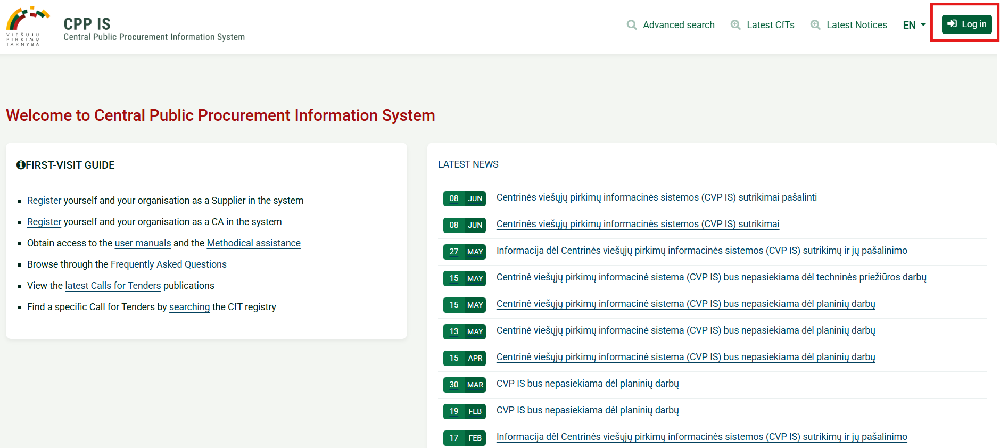 VIEŠŲJŲ
PIRKIMŲ
TARNYBA
CPP IS
Central Public Procurement Information System
Advanced search
Latest CfTs
Latest Notices
EN
Log in
Welcome to Central Public Procurement Information System
FIRST-VISIT GUIDE
Register yourself and your organisation as a Supplier in the system
Register yourself and your organisation as a CA in the system
Obtain access to the user manuals and the Methodical assistance
Browse through the Frequently Asked Questions
View the latest Calls for Tenders publications
Find a specific Call for Tenders by searching the CfT registry
LATEST NEWS
08 JUN Centrinės viešųjų pirkimų informacinės sistemos (CVP IS) sutrikimai pašalinti
08 JUN Centrinės viešųjų pirkimų informacinės sistemos (CVP IS) sutrikimai
27 MAY Informacija dėl Centrinės viešųjų pirkimų informacinės sistemos (CVP IS) sutrikimų ir jų pašalinimo
15 MAY Centrinė viešųjų pirkimų informacinė sistema (CVP IS) bus nepasiekiama dėl techninės priežiūros darbų
15 MAY Centrinė viešųjų pirkimų informacinė sistema (CVP IS) bus nepasiekiama dėl planinių darbų
13 MAY Centrinė viešųjų pirkimų informacinė sistema (CVP IS) bus nepasiekiama dėl planinių darbų
15 APR Centrinė viešųjų pirkimų informacinė sistema (CVP IS) bus nepasiekiama dėl planinių darbų
30 MAR CVP IS bus nepasiekiama dėl planinių darbų
19 FEB CVP IS bus nepasiekiama dėl planinių darbų
17 FEB Informacija dėl Centrinės viešųjų pirkimų informacinės sistemos (CVP IS) sutrikimų ir jų pašalinimo